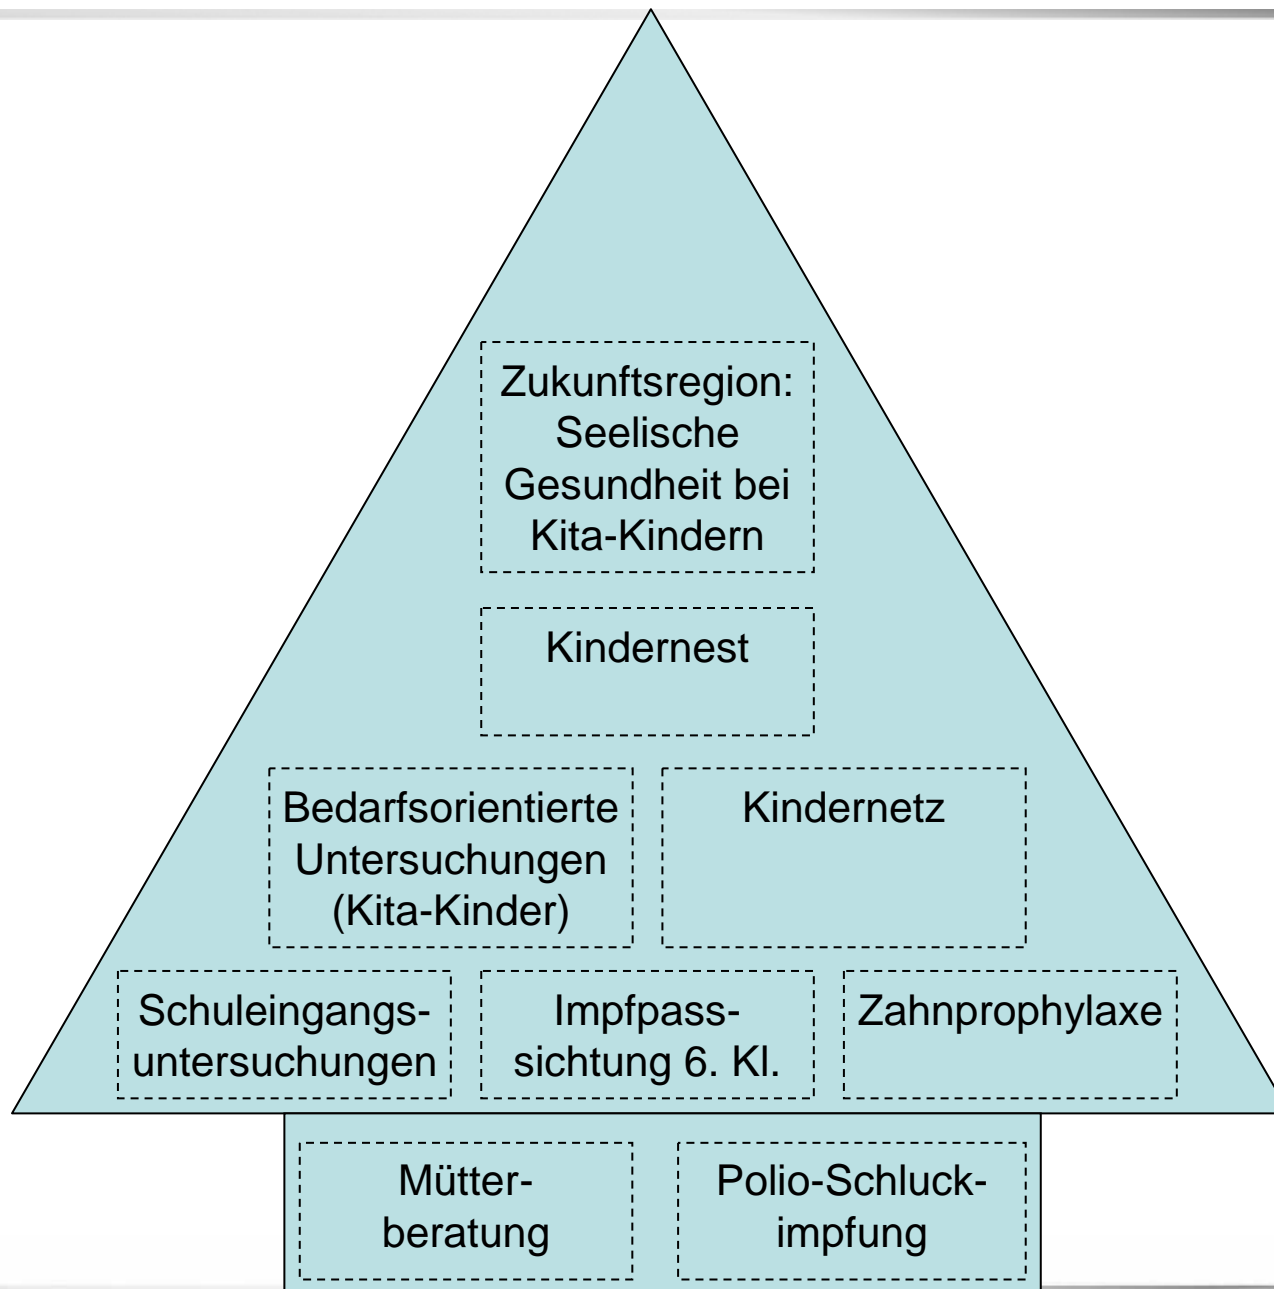 Zukunftsregion:
Seelische
Gesundheit bei
Kita-Kindern
Kindernest
Bedarfsorientierte
Untersuchungen
(Kita-Kinder)
Kindernetz
Schuleingangs-
untersuchungen
Impfpass-
sichtung 6. Kl.
Zahnprophylaxe
Mütter-
beratung
Polio-Schluck-
impfung